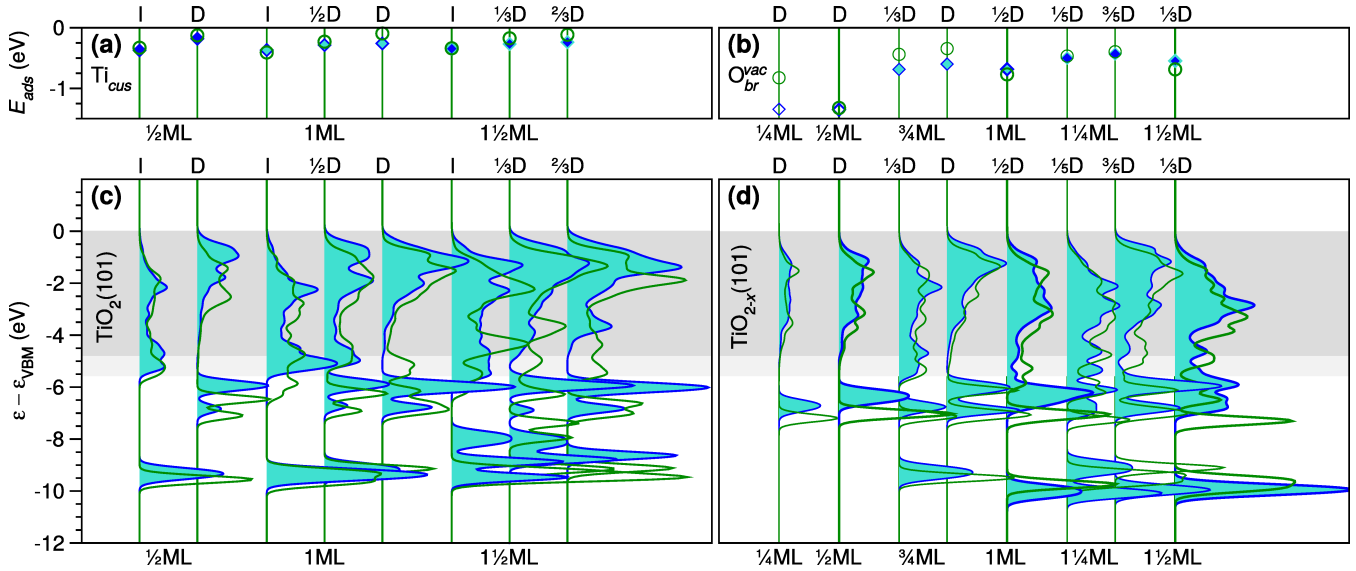 I D I ½D D I ⅓D ⅔D
D D ⅓D D ½D ⅕D ⅗D ⅓D
0
-1
E_ads (eV)
(a)
Ti_cus
(b)
O_br^vac
½ML 1ML 1½ML
¼ML ½ML ¾ML 1ML 1¼ML 1½ML
I D I ½D D I ⅓D ⅔D
D D ⅓D D ½D ⅕D ⅗D ⅓D
(c)
(d)
0
-2
-4
-6
-8
-10
-12
ε − ε_VBM (eV)
TiO₂(101)
TiO₂₋ₓ(101)
½ML 1ML 1½ML
¼ML ½ML ¾ML 1ML 1¼ML 1½ML